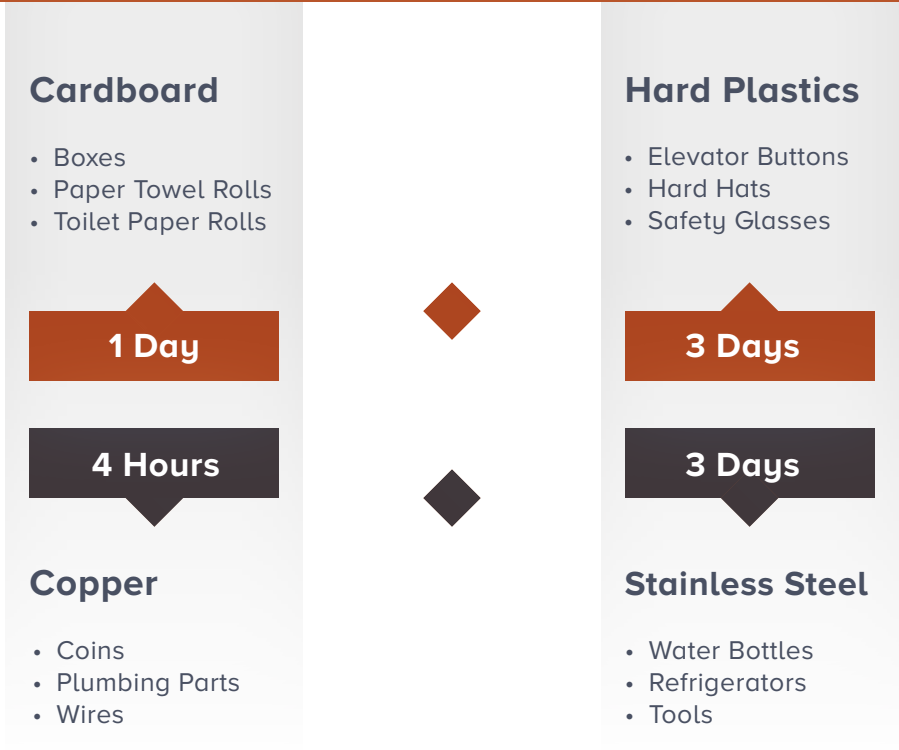 Cardboard
• Boxes
• Paper Towel Rolls
• Toilet Paper Rolls
1 Day
4 Hours
Copper
• Coins
• Plumbing Parts
• Wires
Hard Plastics
• Elevator Buttons
• Hard Hats
• Safety Glasses
3 Days
3 Days
Stainless Steel
• Water Bottles
• Refrigerators
• Tools